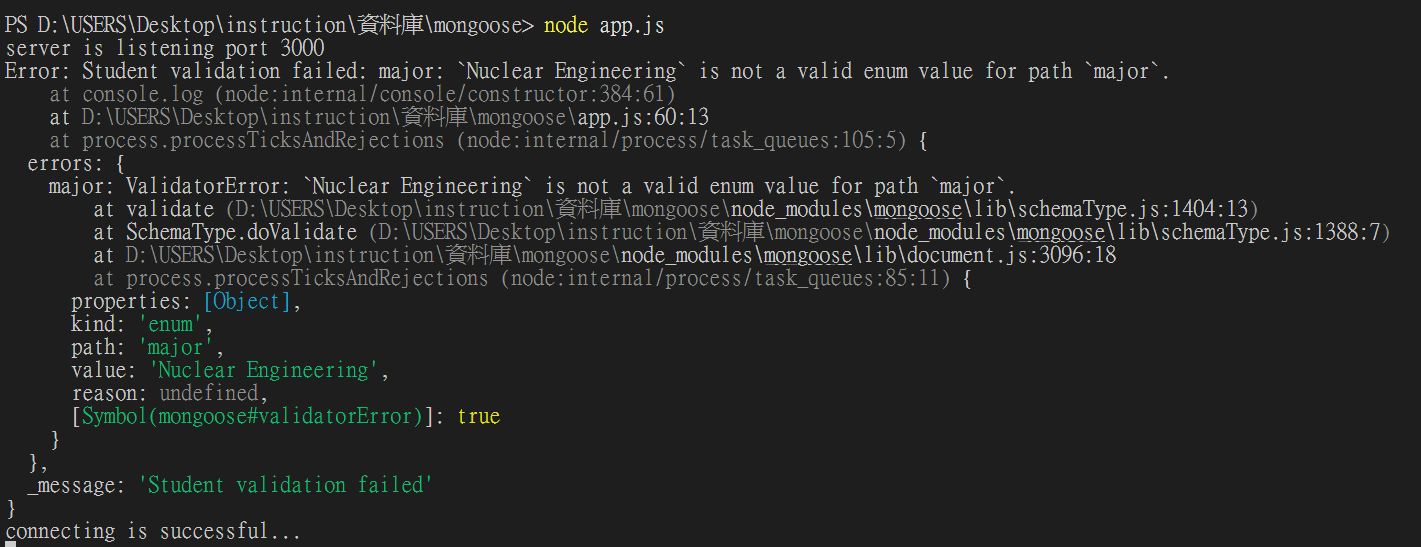 PS D:\USERS\Desktop\instruction\資料庫\mongoose> node app.js
server is listening port 3000
Error: Student validation failed: major: `Nuclear Engineering` is not a valid enum value for path `major`.
    at console.log (node:internal/console/constructor:384:61)
    at D:\USERS\Desktop\instruction\資料庫\mongoose\app.js:60:13
    at process.processTicksAndRejections (node:internal/process/task_queues:105:5) {
  errors: {
    major: ValidatorError: `Nuclear Engineering` is not a valid enum value for path `major`.
        at validate (D:\USERS\Desktop\instruction\資料庫\mongoose\node_modules\mongoose\lib\schemaType.js:1404:13)
        at SchemaType.doValidate (D:\USERS\Desktop\instruction\資料庫\mongoose\node_modules\mongoose\lib\schemaType.js:1388:7)
        at D:\USERS\Desktop\instruction\資料庫\mongoose\node_modules\mongoose\lib\document.js:3096:18
        at process.processTicksAndRejections (node:internal/process/task_queues:85:11) {
      properties: [Object],
      kind: 'enum',
      path: 'major',
      value: 'Nuclear Engineering',
      reason: undefined,
      [Symbol(mongoose#validatorError)]: true
    }
  },
  _message: 'Student validation failed'
}
connecting is successful...